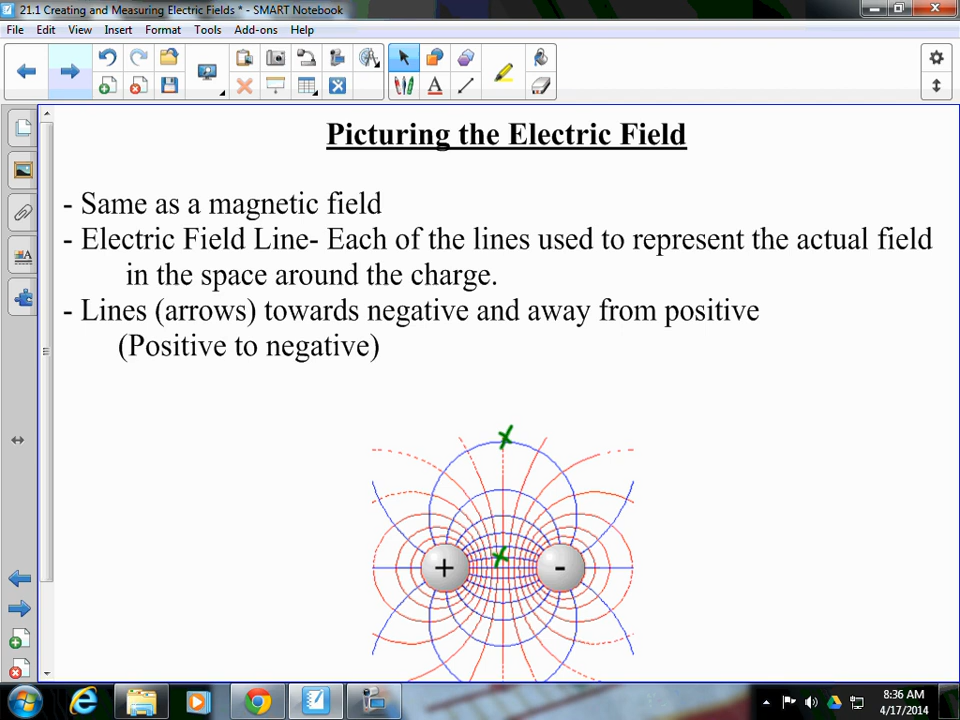 21.1 Creating and Measuring Electric Fields * - SMART Notebook
File Edit View Insert Format Tools Add-ons Help
Picturing the Electric Field
- Same as a magnetic field
- Electric Field Line- Each of the lines used to represent the actual field
in the space around the charge.
- Lines (arrows) towards negative and away from positive
(Positive to negative)
+ -
8:36 AM
4/17/2014